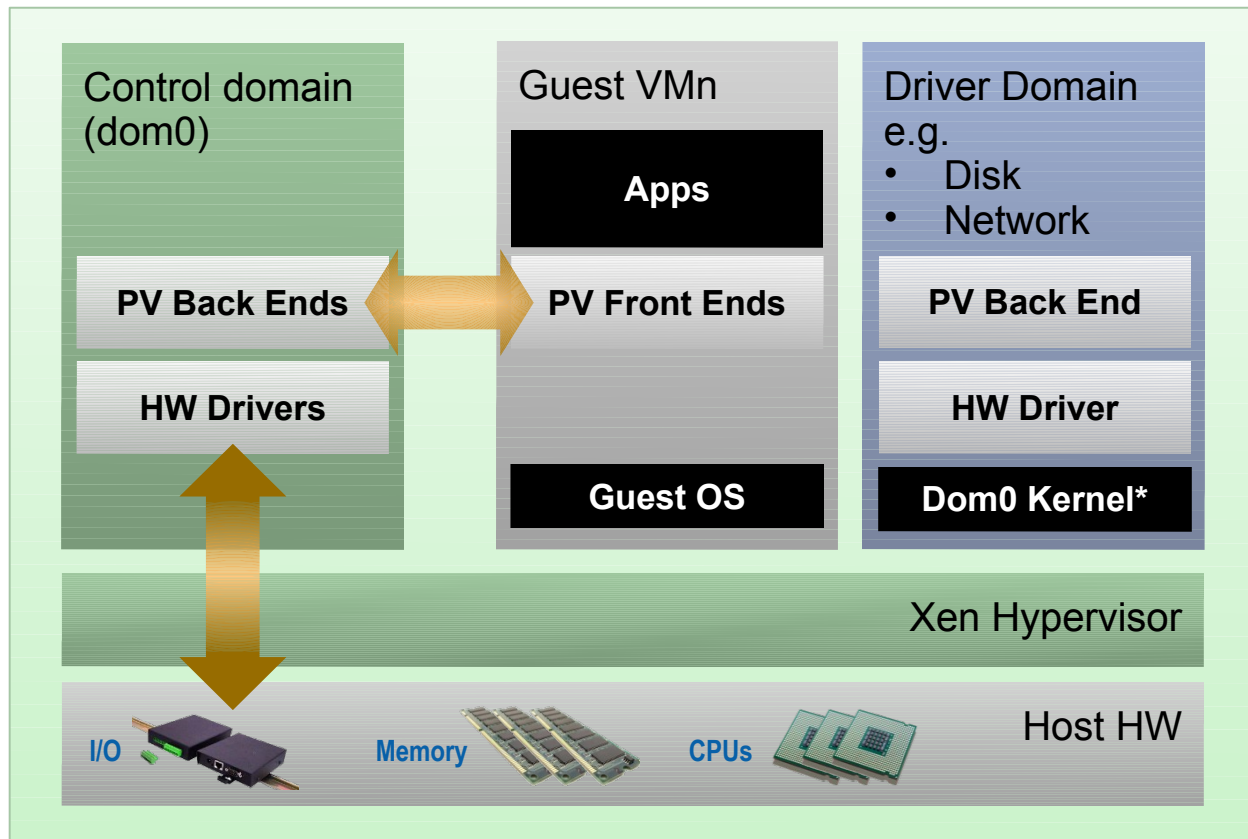 Control domain
(dom0)
PV Back Ends
HW Drivers
Guest VMn
Apps
PV Front Ends
Guest OS
Driver Domain
e.g.
• Disk
• Network
PV Back End
HW Driver
Dom0 Kernel*
Xen Hypervisor
Host HW
I/O
Memory
CPUs